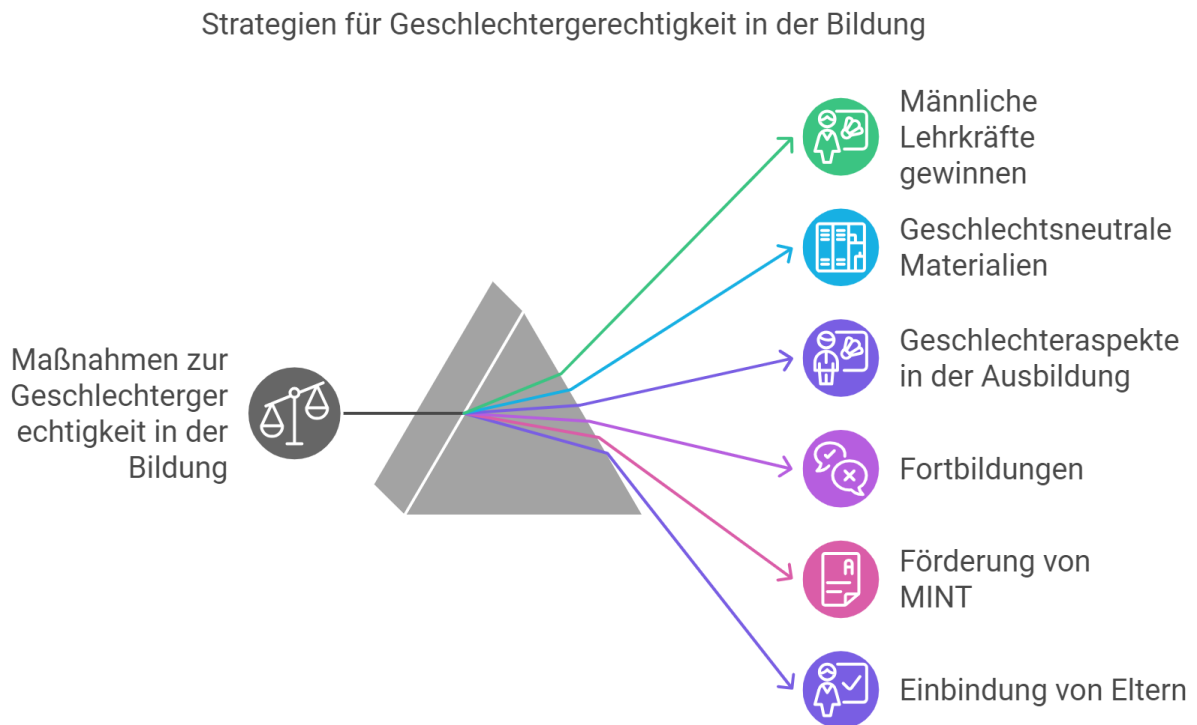 Strategien für Geschlechtergerechtigkeit in der Bildung
Maßnahmen zur
Geschlechterger
echtigkeit in der
Bildung
Männliche
Lehrkräfte
gewinnen
Geschlechtsneutrale
Materialien
Geschlechteraspekte
in der Ausbildung
Fortbildungen
A
Förderung von
MINT
Einbindung von Eltern